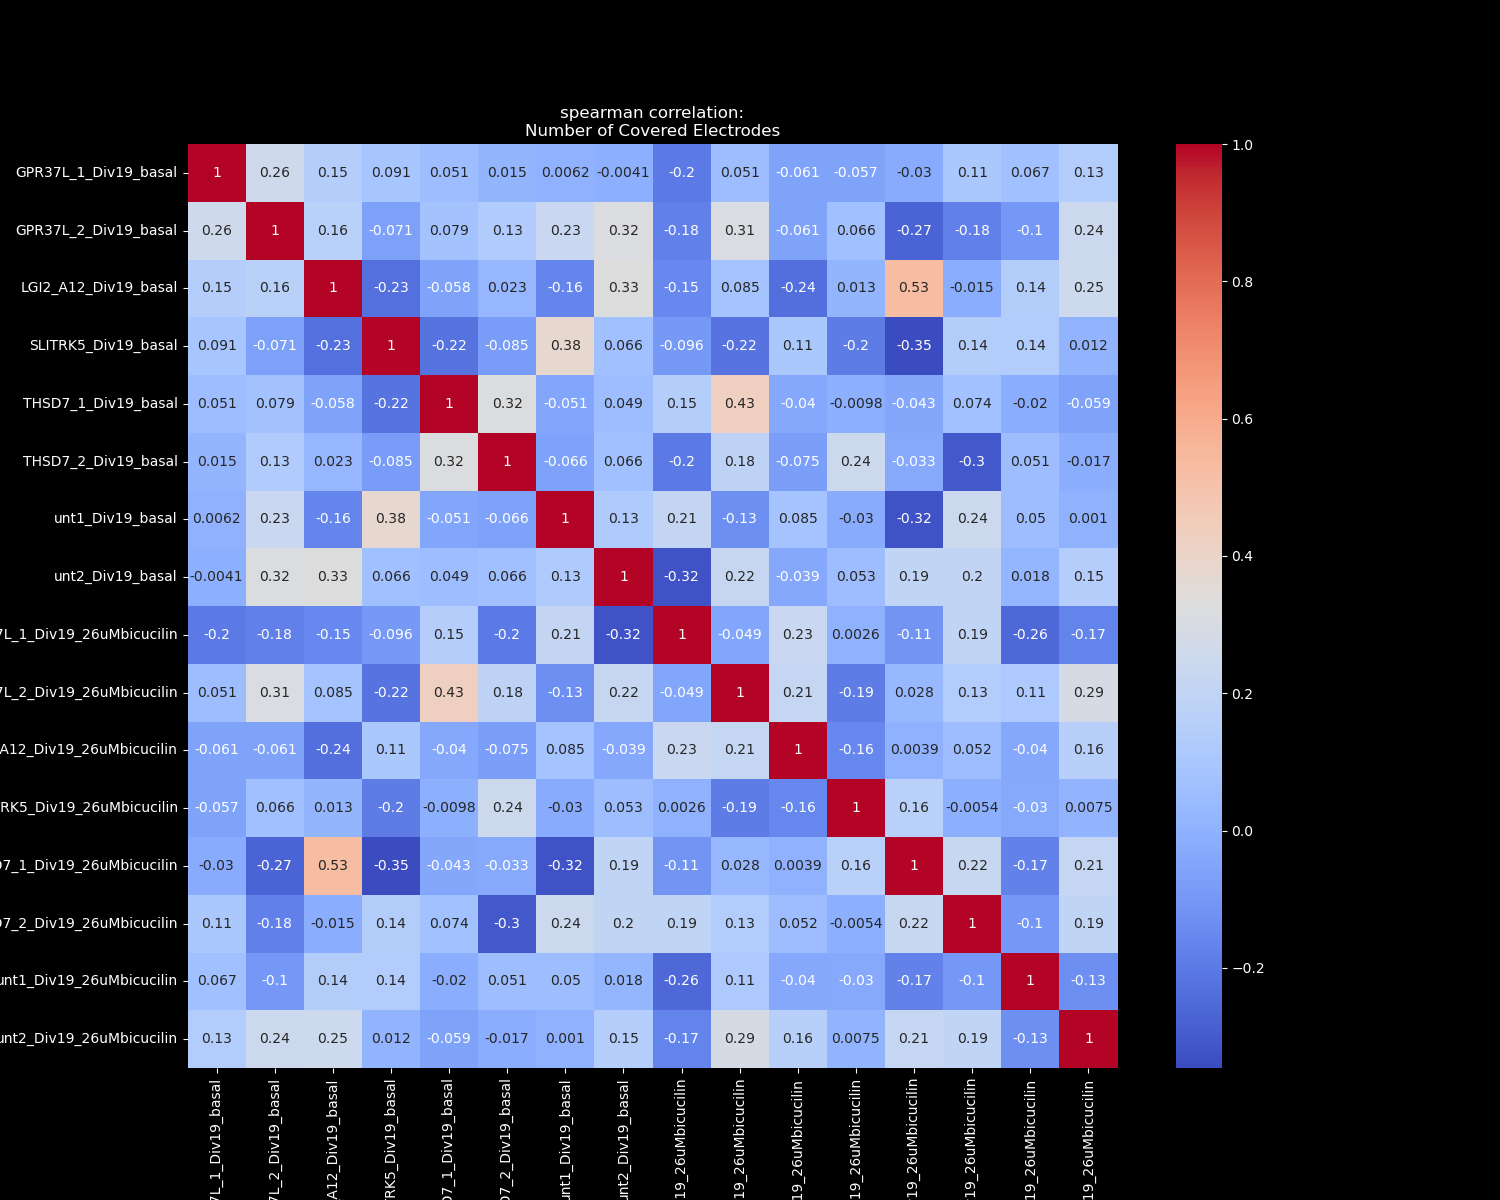 spearman correlation:
Number of Covered Electrodes
GPR37L_1_Div19_basal 1 0.26 0.15 0.091 0.051 0.015 0.0062 -0.0041 -0.2 0.051 -0.061 -0.057 -0.03 0.11 0.067 0.13
GPR37L_2_Div19_basal 0.26 1 0.16 -0.071 0.079 0.13 0.23 0.32 -0.18 0.31 -0.061 0.066 -0.27 -0.18 -0.1 0.24
LGI2_A12_Div19_basal 0.15 0.16 1 -0.23 -0.058 0.023 -0.16 0.33 -0.15 0.085 -0.24 0.013 0.53 -0.015 0.14 0.25
SLITRK5_Div19_basal 0.091 -0.071 -0.23 1 -0.22 -0.085 0.38 0.066 -0.096 -0.22 0.11 -0.2 -0.35 0.14 0.14 0.012
THSD7_1_Div19_basal 0.051 0.079 -0.058 -0.22 1 0.32 -0.051 0.049 0.15 0.43 -0.04 -0.0098 -0.043 0.074 -0.02 -0.059
THSD7_2_Div19_basal 0.015 0.13 0.023 -0.085 0.32 1 -0.066 0.066 -0.2 0.18 -0.075 0.24 -0.033 -0.3 0.051 -0.017
unt1_Div19_basal 0.0062 0.23 -0.16 0.38 -0.051 -0.066 1 0.13 0.21 -0.13 0.085 -0.03 -0.32 0.24 0.05 0.001
unt2_Div19_basal -0.0041 0.32 0.33 0.066 0.049 0.066 0.13 1 -0.32 0.22 -0.039 0.053 0.19 0.2 0.018 0.15
7L_1_Div19_26uMbicucilin -0.2 -0.18 -0.15 -0.096 0.15 -0.2 0.21 -0.32 1 -0.049 0.23 0.0026 -0.11 0.19 -0.26 -0.17
7L_2_Div19_26uMbicucilin 0.051 0.31 0.085 -0.22 0.43 0.18 -0.13 0.22 -0.049 1 0.21 -0.19 0.028 0.13 0.11 0.29
A12_Div19_26uMbicucilin -0.061 -0.061 -0.24 0.11 -0.04 -0.075 0.085 -0.039 0.23 0.21 1 -0.16 0.0039 0.052 -0.04 0.16
RK5_Div19_26uMbicucilin -0.057 0.066 0.013 -0.2 -0.0098 0.24 -0.03 0.053 0.0026 -0.19 -0.16 1 0.16 -0.0054 -0.03 0.0075
07_1_Div19_26uMbicucilin -0.03 -0.27 0.53 -0.35 -0.043 -0.033 -0.32 0.19 -0.11 0.028 0.0039 0.16 1 0.22 -0.17 0.21
07_2_Div19_26uMbicucilin 0.11 -0.18 -0.015 0.14 0.074 -0.3 0.24 0.2 0.19 0.13 0.052 -0.0054 0.22 1 -0.1 0.19
unt1_Div19_26uMbicucilin 0.067 -0.1 0.14 0.14 -0.02 0.051 0.05 0.018 -0.26 0.11 -0.04 -0.03 -0.17 -0.1 1 -0.13
unt2_Div19_26uMbicucilin 0.13 0.24 0.25 0.012 -0.059 -0.017 0.001 0.15 -0.17 0.29 0.16 0.0075 0.21 0.19 -0.13 1
7L_1_Div19_basal
7L_2_Div19_basal
A12_Div19_basal
RK5_Div19_basal
07_1_Div19_basal
07_2_Div19_basal
unt1_Div19_basal
unt2_Div19_basal
19_26uMbicucilin
19_26uMbicucilin
19_26uMbicucilin
19_26uMbicucilin
19_26uMbicucilin
19_26uMbicucilin
19_26uMbicucilin
19_26uMbicucilin
1.0
0.8
0.6
0.4
0.2
0.0
−0.2